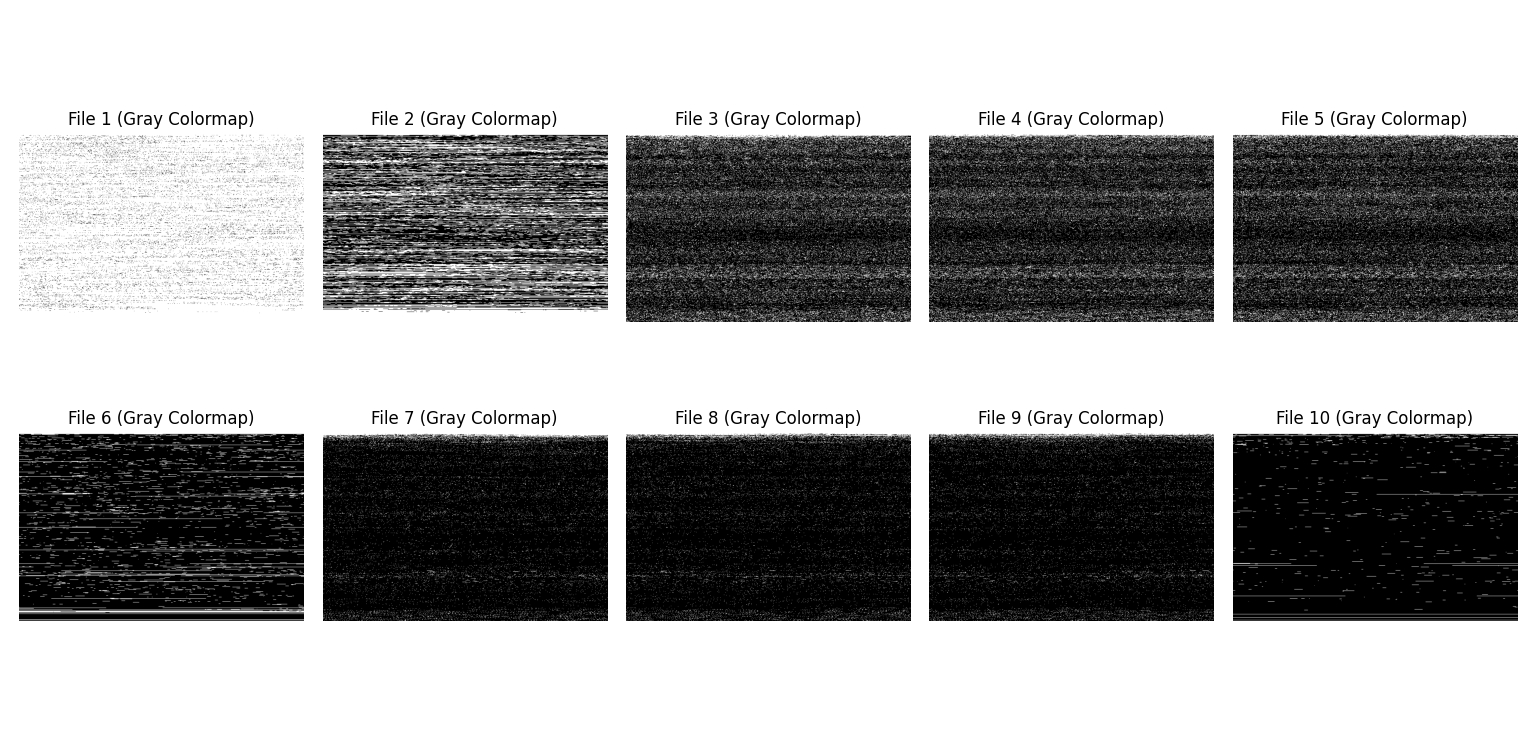 File 1 (Gray Colormap)
File 2 (Gray Colormap)
File 3 (Gray Colormap)
File 4 (Gray Colormap)
File 5 (Gray Colormap)
File 6 (Gray Colormap)
File 7 (Gray Colormap)
File 8 (Gray Colormap)
File 9 (Gray Colormap)
File 10 (Gray Colormap)